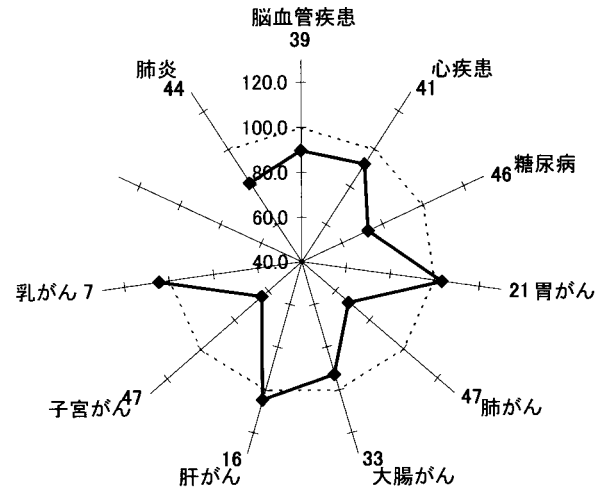 脳血管疾患
39
肺炎
44
心疾患
41
120.0
100.0
80.0
60.0
40.0
糖尿病
46
21 胃がん
乳がん 7
子宮がん 47
47 肺がん
肝がん
16
33
大腸がん